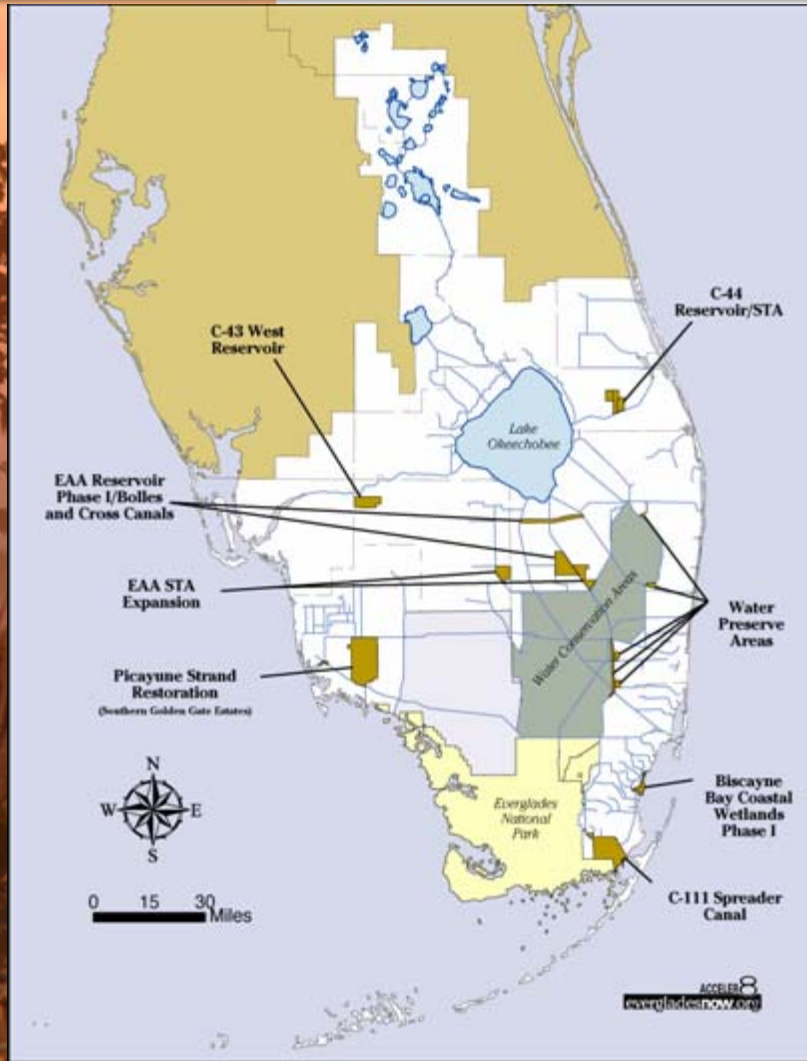 C-44
Reservoir/STA
C-43 West
Reservoir
Lake
Okeechobee
EAA Reservoir
Phase I/Bolles
and Cross Canals
EAA STA
Expansion
Water Conservation Areas
Water
Preserve
Areas
Picayune Strand
Restoration
(Southern Golden Gate Estates)
N
W
E
S
Everglades
National
Park
Biscayne
Bay Coastal
Wetlands
Phase I
C-111 Spreader
Canal
0 15 30
Miles
ACCELER8
evergladesnow.org